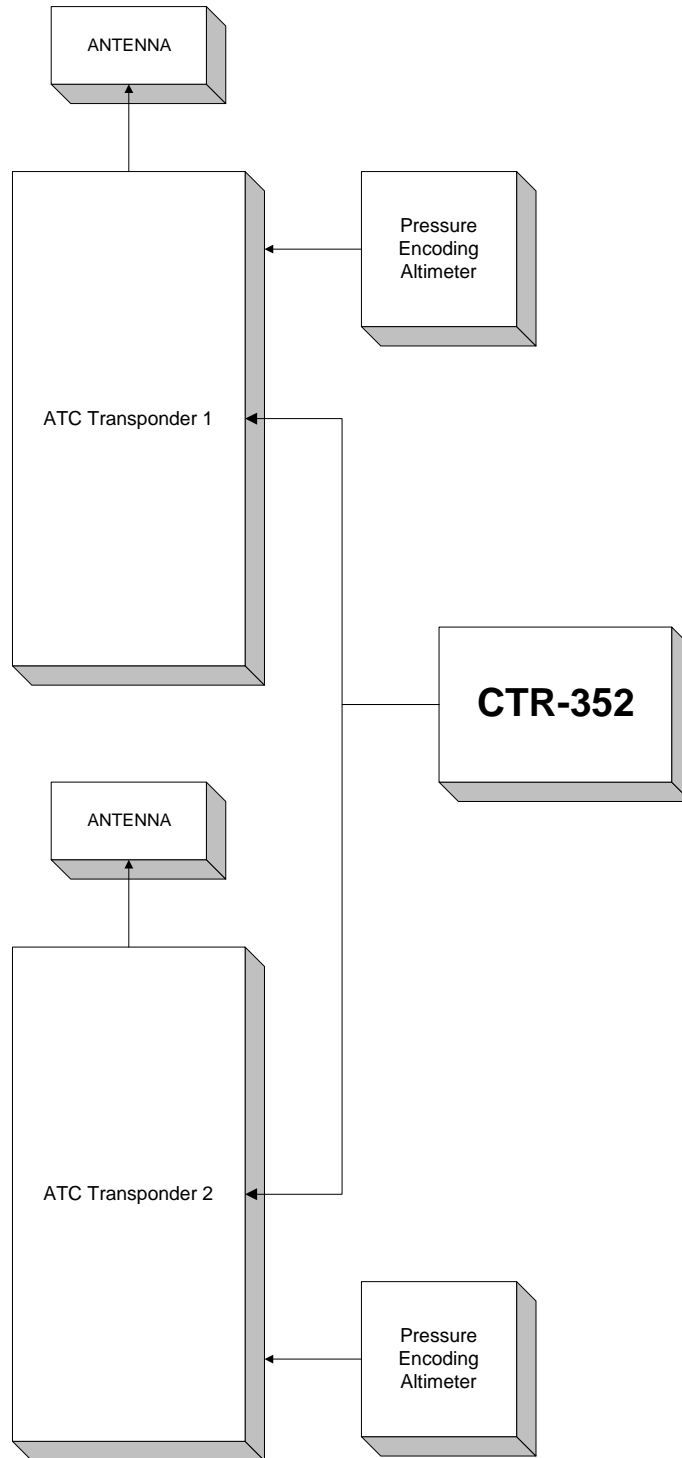 ANTENNA
Pressure
Encoding
Altimeter
ATC Transponder 1
CTR-352
ANTENNA
ATC Transponder 2
Pressure
Encoding
Altimeter